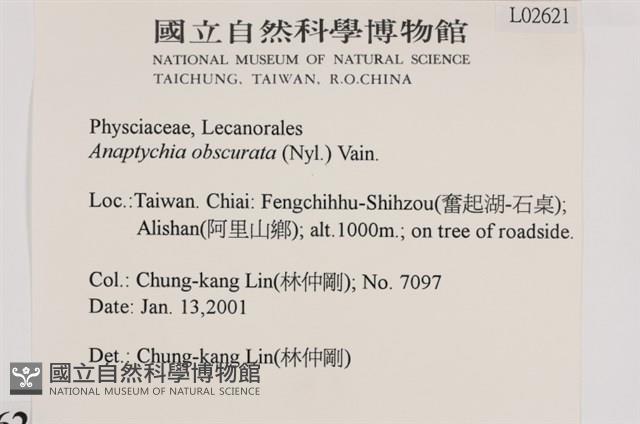 L02621
國立自然科學博物館
NATIONAL MUSEUM OF NATURAL SCIENCE
TAICHUNG, TAIWAN, R.O.CHINA
Physciaceae, Lecanorales
Anaptychia obscurata (Nyl.) Vain.
Loc.:Taiwan. Chiai: Fengchihhu-Shihzou(奮起湖-石桌);
Alishan(阿里山鄉); alt.1000m.; on tree of roadside.
Col.: Chung-kang Lin(林仲剛); No. 7097
Date: Jan. 13,2001
Det.: Chung-kang Lin(林仲剛)
國立自然科學博物館
NATIONAL MUSEUM OF NATURAL SCIENCE